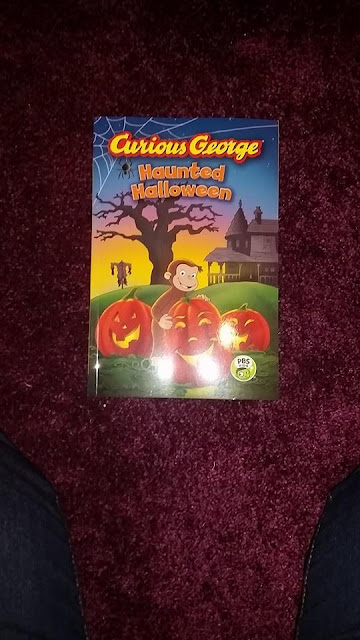 Curious George
Haunted
Halloween
PBS
KIDS